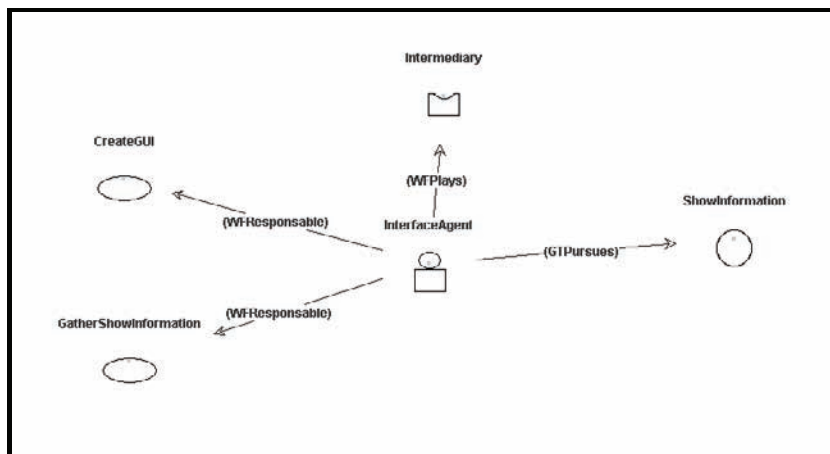 Intermediary
CreateGUI
(WFPlays)
ShowInformation
(WFResponsable)
InterfaceAgent
(GTPursues)
(WFResponsable)
GatherShowInformation